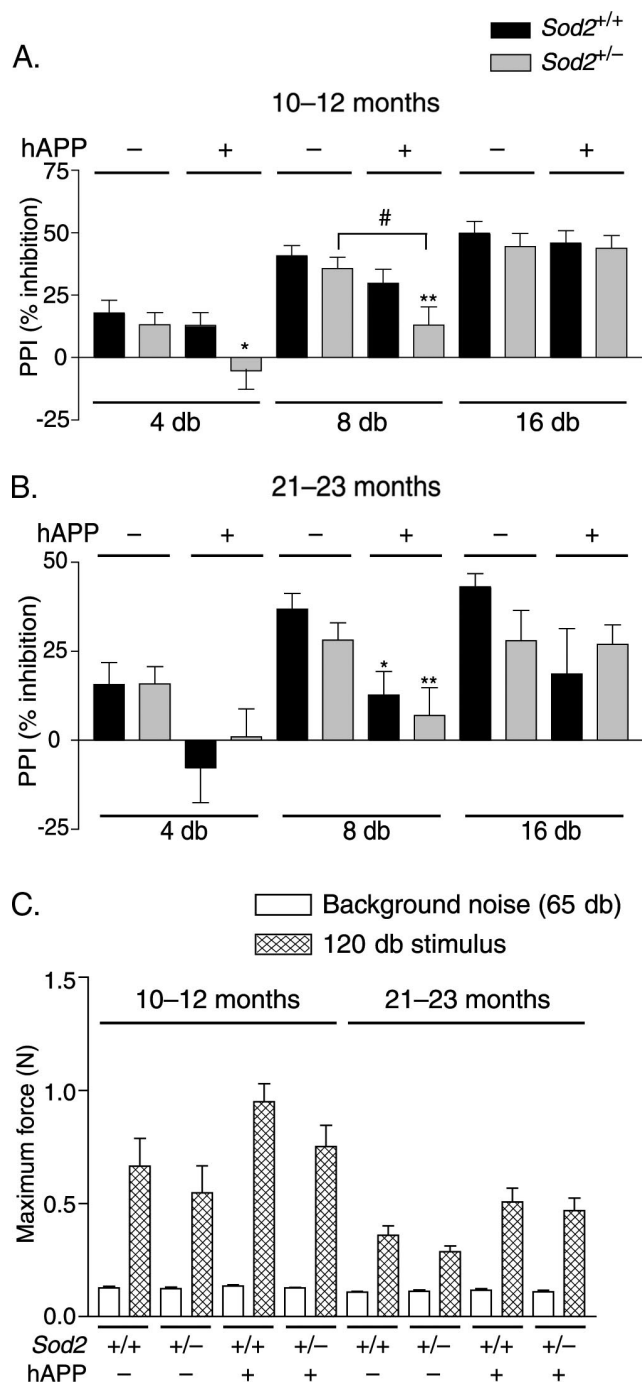 Sod2+/+
Sod2+/–
A.
10–12 months
hAPP – + – + – +
75
50
25
0
-25
PPI (% inhibition)
#
* **
4 db 8 db 16 db
B.
21–23 months
hAPP – + – + – +
50
25
0
-25
PPI (% inhibition)
* **
4 db 8 db 16 db
C.
Background noise (65 db)
120 db stimulus
1.5
1.0
0.5
0.0
Maximum force (N)
10–12 months 21–23 months
Sod2 +/+ +/– +/+ +/– +/+ +/– +/+ +/–
hAPP – – + + – – + +